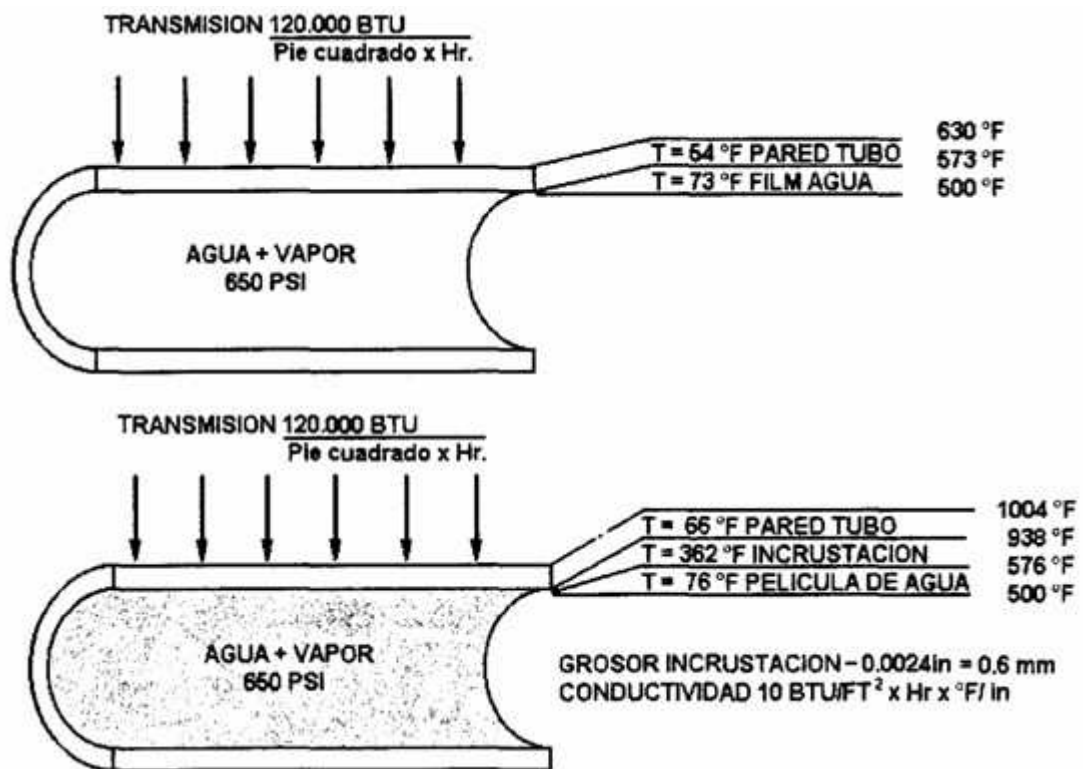 TRANSMISION 120.000 BTU
Pie cuadrado x Hr.
630 °F
T = 54 °F PARED TUBO
573 °F
T = 73 °F FILM AGUA
500 °F
AGUA + VAPOR
650 PSI
TRANSMISION 120.000 BTU
Pie cuadrado x Hr.
1004 °F
T = 66 °F PARED TUBO
938 °F
T = 362 °F INCRUSTACION
576 °F
T = 76 °F PELICULA DE AGUA
500 °F
AGUA + VAPOR
650 PSI
GROSOR INCRUSTACION - 0.0024in = 0.6 mm
CONDUCTIVIDAD 10 BTU/FT² x Hr x °F/ in